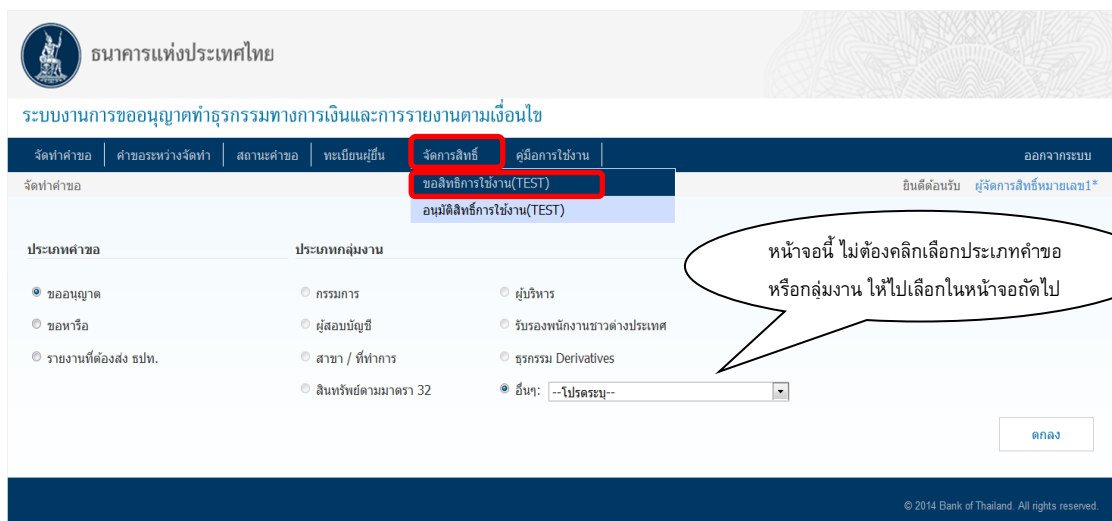 ธนาคารแห่งประเทศไทย
ระบบงานการขออนุญาตทำธุรกรรมทางการเงินและการรายงานตามเงื่อนไข
จัดทำคำขอ คำขอระหว่างจัดทำ สถานะคำขอ ทะเบียนผู้ยื่น จัดการสิทธิ์ คู่มือการใช้งาน ออกจากระบบ
จัดทำคำขอ ขอสิทธิการใช้งาน(TEST) ยินดีต้อนรับ ผู้จัดการสิทธิ์หมายเลข1*
อนุมัติสิทธิ์การใช้งาน(TEST)
หน้าจอนี้ ไม่ต้องคลิกเลือกประเภทคำขอ
หรือกลุ่มงาน ให้ไปเลือกในหน้าจอถัดไป
ประเภทคำขอ ประเภทกลุ่มงาน
ขออนุญาต กรรมการ ผู้บริหาร
ขอหารือ ผู้สอบบัญชี รับรองพนักงานชาวต่างประเทศ
รายงานที่ต้องส่ง ธปท. สาขา / ที่ทำการ ธุรกรรม Derivatives
สินทรัพย์ตามมาตรา 32 อื่นๆ: --โปรดระบุ--
ตกลง
© 2014 Bank of Thailand. All rights reserved.